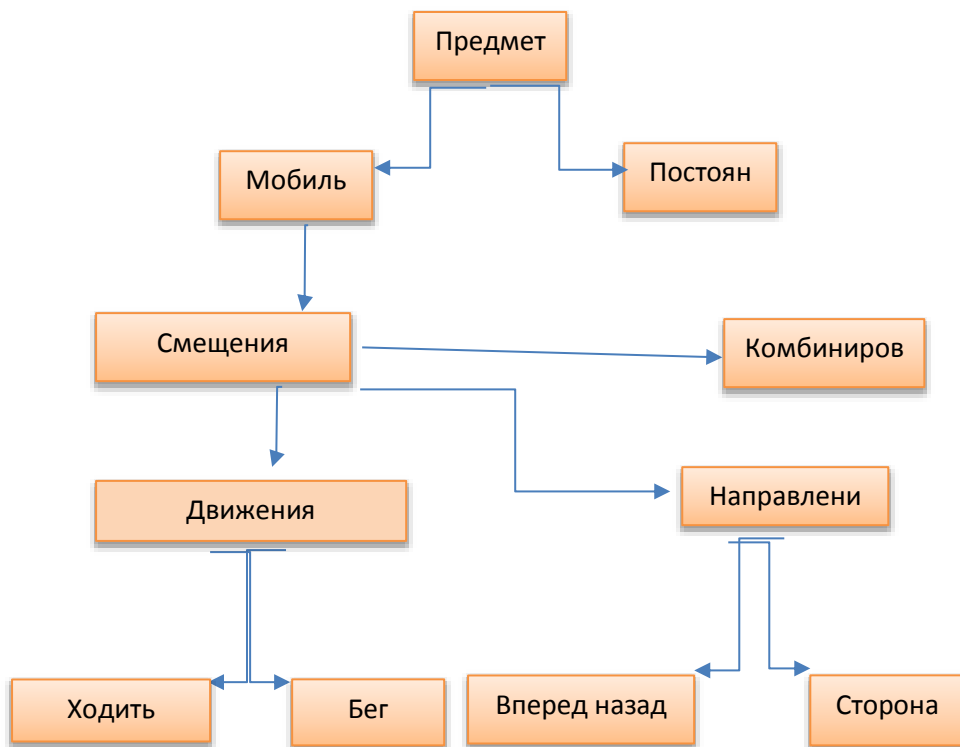 Предмет
Мобиль
Постоян
Смещения
Комбиниров
Движения
Направлени
Ходить
Бег
Вперед назад
Сторона